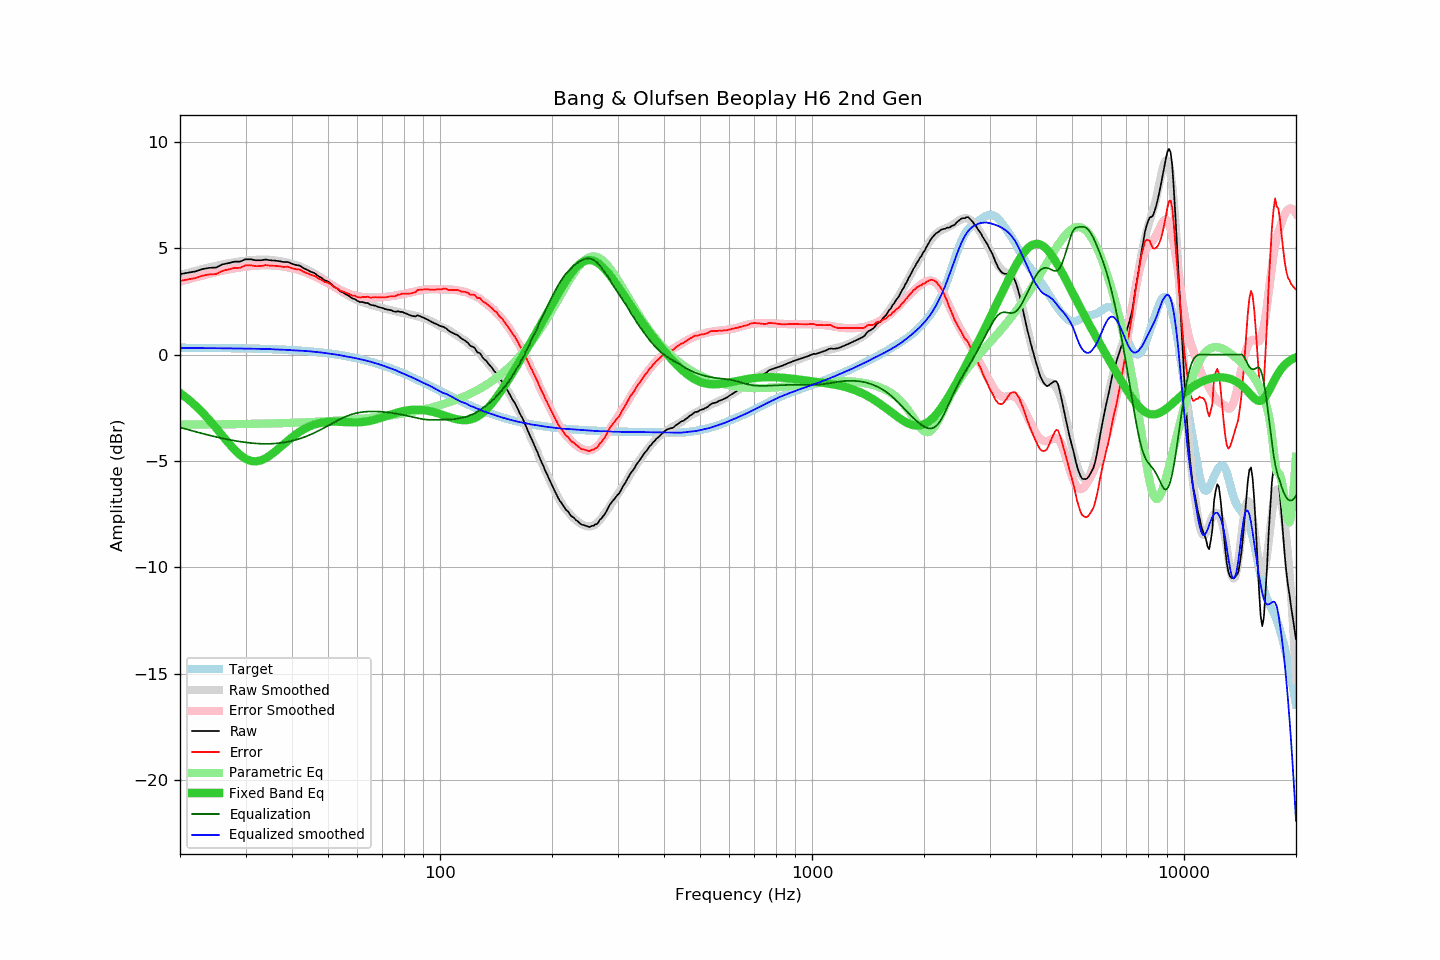 Bang & Olufsen Beoplay H6 2nd Gen
10
5
0
−5
−10
−15
−20
Amplitude (dBr)
Target
Raw Smoothed
Error Smoothed
Raw
Error
Parametric Eq
Fixed Band Eq
Equalization
Equalized smoothed
100
1000
10000
Frequency (Hz)